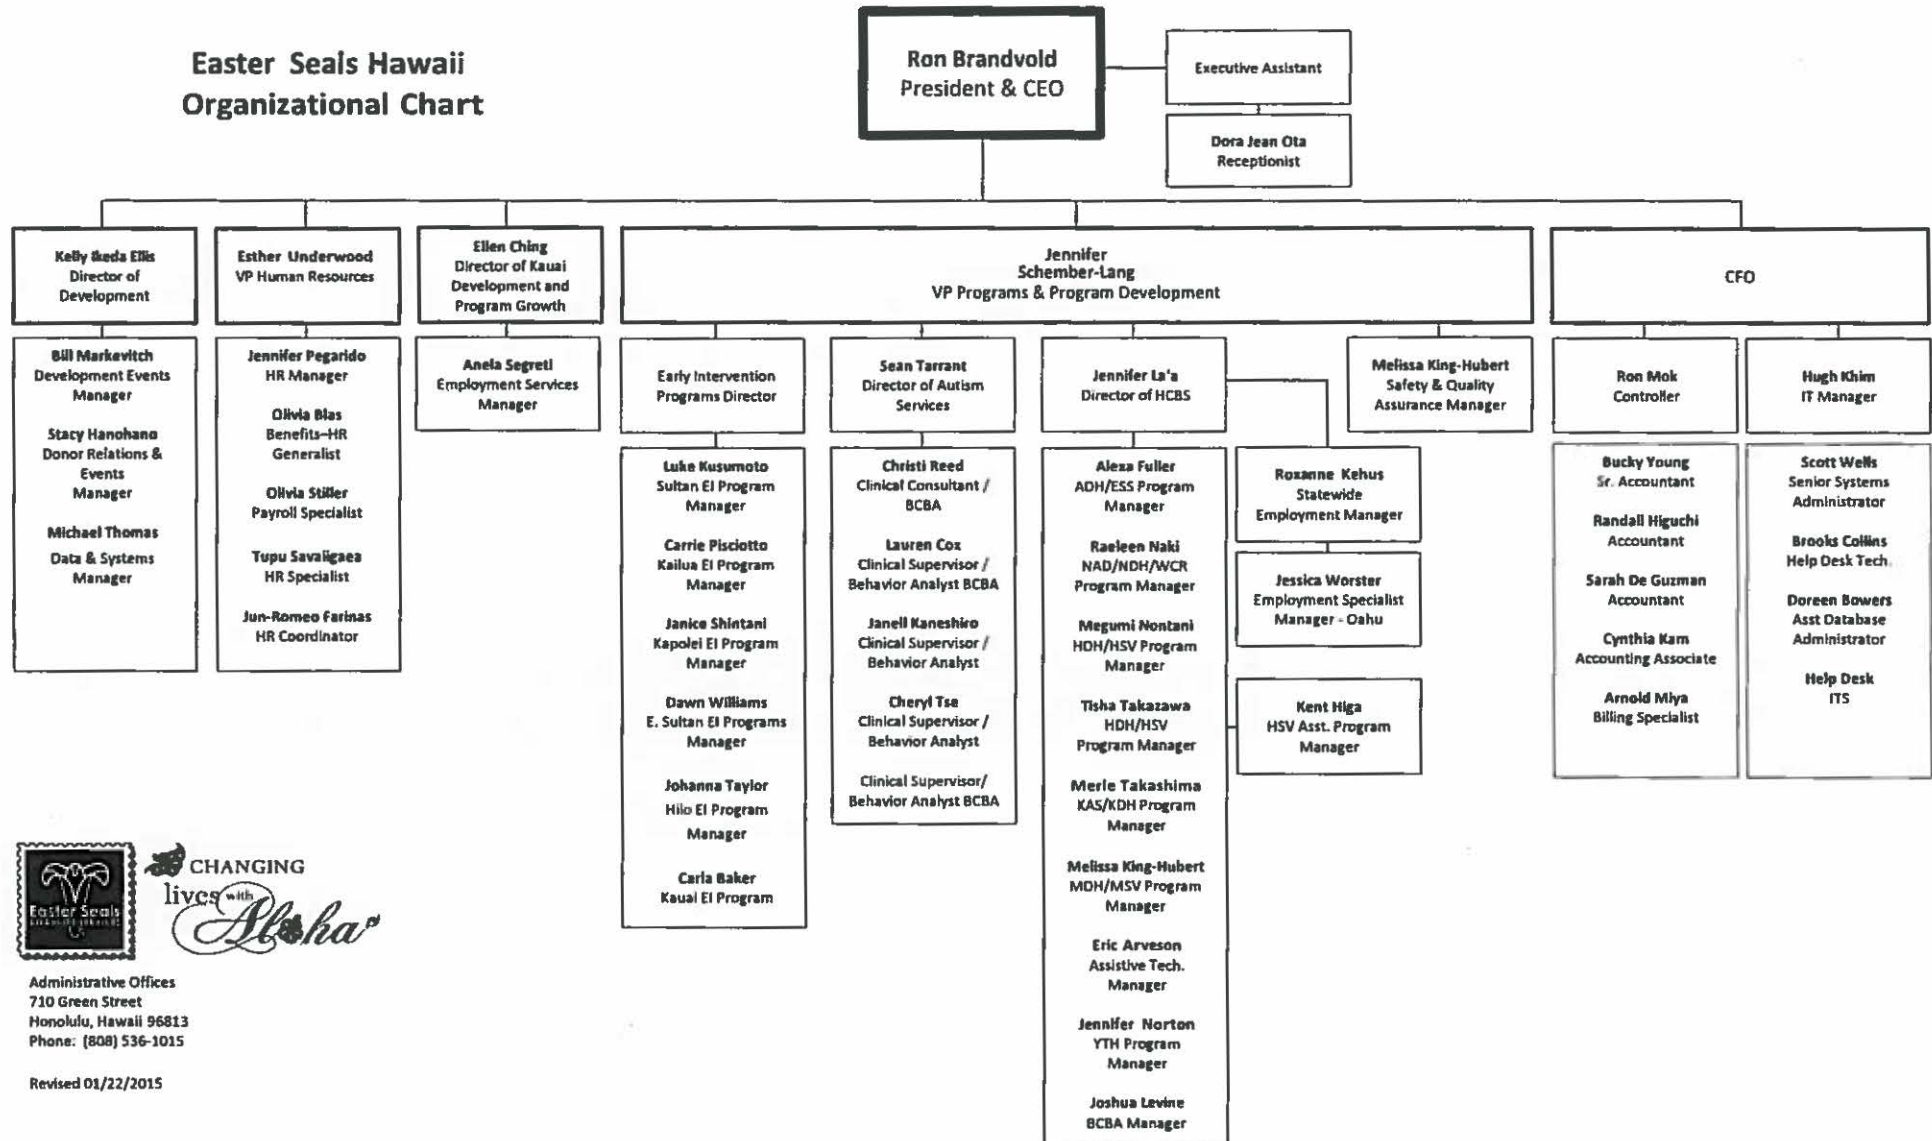 Easter Seals Hawaii
Organizational Chart
Ron Brandvold
President & CEO
Executive Assistant
Dora Jean Ota
Receptionist
Kelly Ikeda Ellis
Director of
Development
Esther Underwood
VP Human Resources
Ellen Ching
Director of Kauai
Development and
Program Growth
Jennifer
Schember-Lang
VP Programs & Program Development
CFO
Bill Markevitch
Development Events
Manager
Stacy Hanohano
Donor Relations &
Events
Manager
Michael Thomas
Data & Systems
Manager
Jennifer Pegarido
HR Manager
Olivia Blas
Benefits–HR
Generalist
Olivia Stiller
Payroll Specialist
Tupu Savaligaea
HR Specialist
Jun-Romeo Farinas
HR Coordinator
Anela Segreti
Employment Services
Manager
Early Intervention
Programs Director
Luke Kusumoto
Sultan EI Program
Manager
Carrie Pisciotto
Kailua EI Program
Manager
Janice Shintani
Kapolei EI Program
Manager
Dawn Williams
E. Sultan EI Programs
Manager
Johanna Taylor
Hilo EI Program
Manager
Carla Baker
Kauai EI Program
Sean Tarrant
Director of Autism
Services
Christi Reed
Clinical Consultant /
BCBA
Lauren Cox
Clinical Supervisor /
Behavior Analyst BCBA
Janell Kaneshiro
Clinical Supervisor /
Behavior Analyst
Cheryl Tse
Clinical Supervisor /
Behavior Analyst
Clinical Supervisor/
Behavior Analyst BCBA
Jennifer La'a
Director of HCBS
Alexa Fuller
ADH/ESS Program
Manager
Raeleen Naki
NAD/NDH/WCR
Program Manager
Megumi Nontani
HDH/HSV Program
Manager
Tisha Takazawa
HDH/HSV
Program Manager
Merle Takashima
KAS/KDH Program
Manager
Melissa King-Hubert
MDH/MSV Program
Manager
Eric Arveson
Assistive Tech.
Manager
Jennifer Norton
YTH Program
Manager
Joshua Levine
BCBA Manager
Roxanne Kehus
Statewide
Employment Manager
Jessica Worster
Employment Specialist
Manager - Oahu
Kent Higa
HSV Asst. Program
Manager
Melissa King-Hubert
Safety & Quality
Assurance Manager
Ron Mok
Controller
Bucky Young
Sr. Accountant
Randall Higuchi
Accountant
Sarah De Guzman
Accountant
Cynthia Kam
Accounting Associate
Arnold Miya
Billing Specialist
Hugh Khim
IT Manager
Scott Wells
Senior Systems
Administrator
Brooks Collins
Help Desk Tech.
Doreen Bowers
Asst Database
Administrator
Help Desk
ITS
Easter Seals
CHANGING
lives with
Aloha
Administrative Offices
710 Green Street
Honolulu, Hawaii 96813
Phone: (808) 536-1015
Revised 01/22/2015